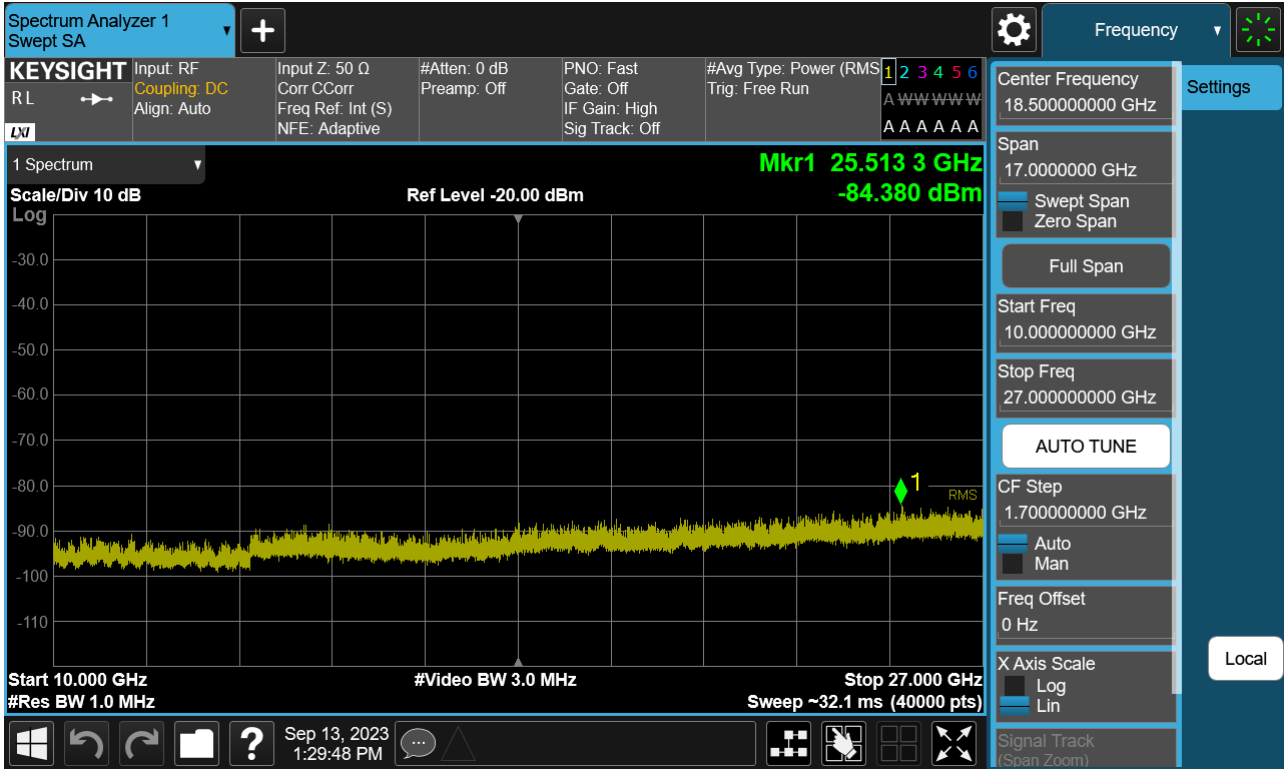 Spectrum Analyzer 1
Swept SA
+
Frequency
KEYSIGHT
R L
LXI
Input: RF
Coupling: DC
Align: Auto
Input Z: 50 Ω
Corr CCorr
Freq Ref: Int (S)
NFE: Adaptive
#Atten: 0 dB
Preamp: Off
PNO: Fast
Gate: Off
IF Gain: High
Sig Track: Off
#Avg Type: Power (RMS
Trig: Free Run
1 2 3 4 5 6
A W W W W W
A A A A A A
1 Spectrum
Mkr1 25.513 3 GHz
Scale/Div 10 dB
Ref Level -20.00 dBm
-84.380 dBm
Log
-30.0
-40.0
-50.0
-60.0
-70.0
-80.0
-90.0
-100
-110
1
RMS
Start 10.000 GHz
#Video BW 3.0 MHz
Stop 27.000 GHz
#Res BW 1.0 MHz
Sweep ~32.1 ms (40000 pts)
?
Sep 13, 2023
1:29:48 PM
Center Frequency
18.500000000 GHz
Span
17.0000000 GHz
Swept Span
Zero Span
Full Span
Start Freq
10.000000000 GHz
Stop Freq
27.000000000 GHz
AUTO TUNE
CF Step
1.700000000 GHz
Auto
Man
Freq Offset
0 Hz
X Axis Scale
Log
Lin
Signal Track
(Span Zoom)
Settings
Local